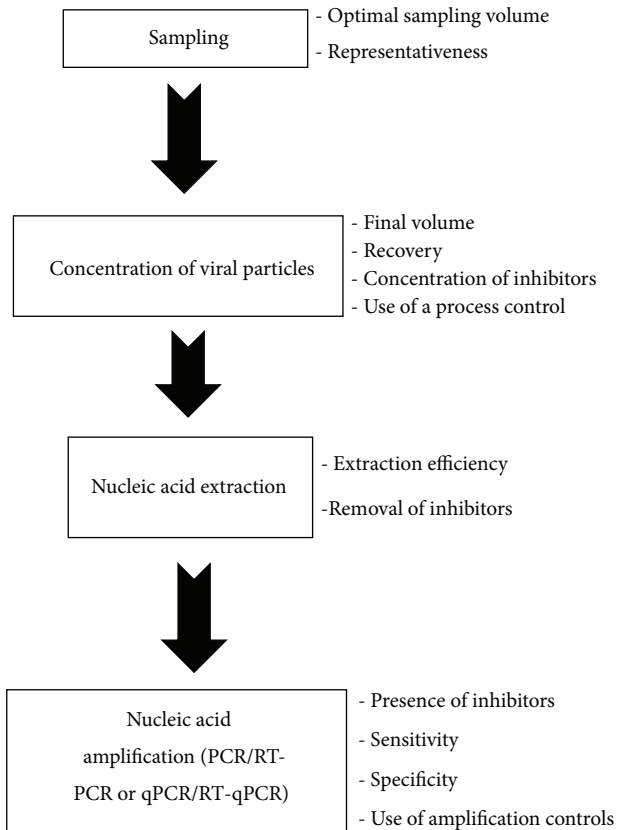 Sampling
- Optimal sampling volume
- Representativeness
Concentration of viral particles
- Final volume
- Recovery
- Concentration of inhibitors
- Use of a process control
Nucleic acid extraction
- Extraction efficiency
-Removal of inhibitors
Nucleic acid
amplification (PCR/RT-
PCR or qPCR/RT-qPCR)
- Presence of inhibitors
- Sensitivity
- Specificity
- Use of amplification controls